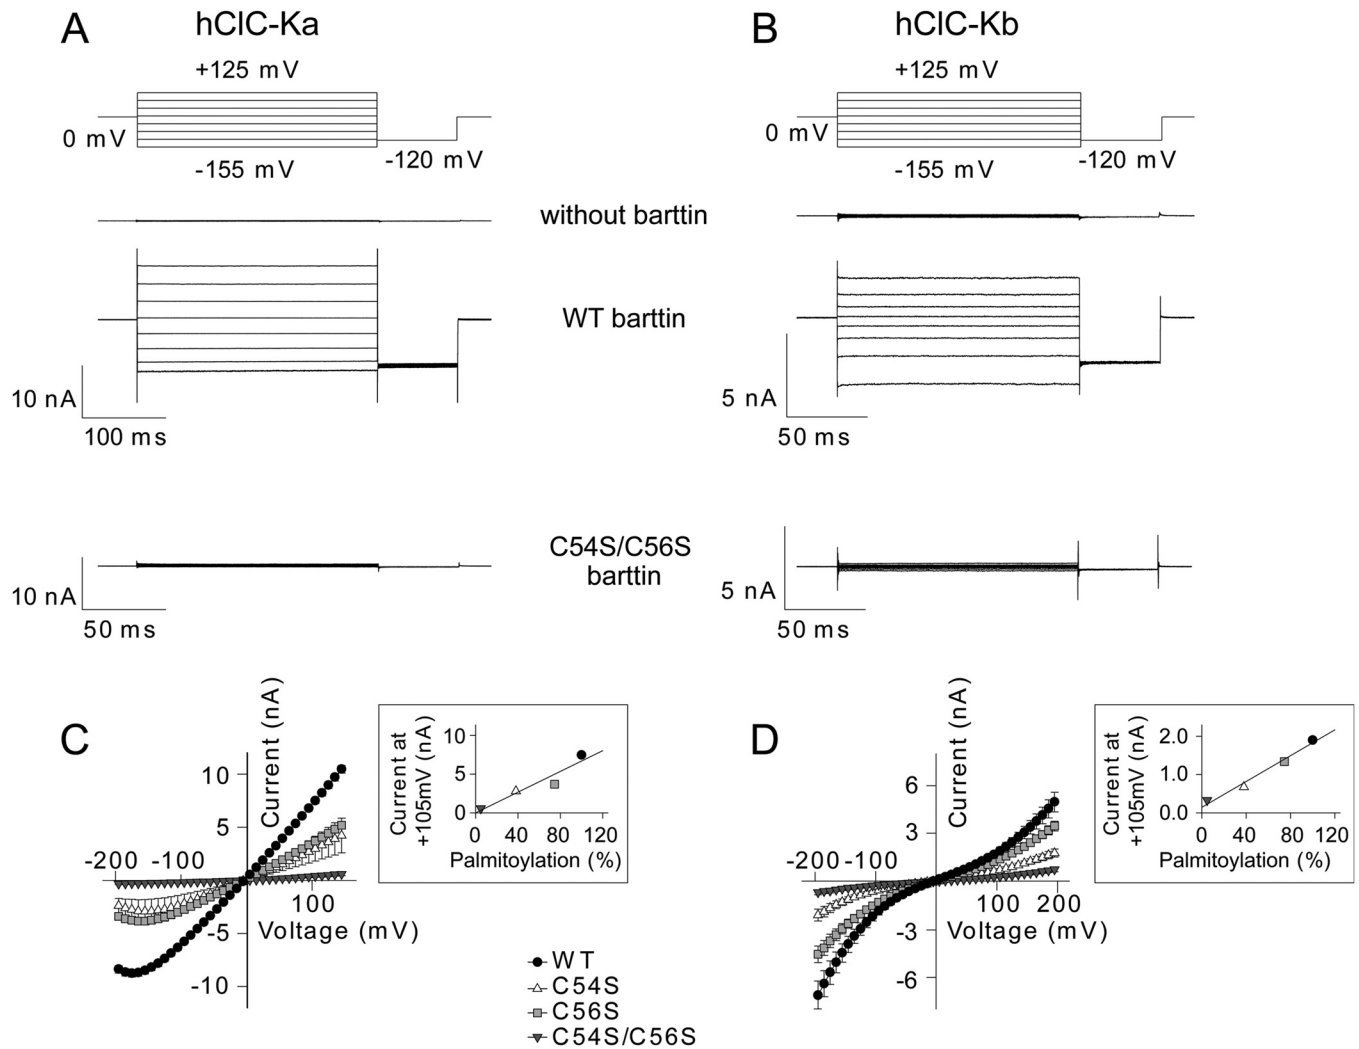 A
hClC-Ka
+125 mV
0 mV
-155 mV
-120 mV
B
hClC-Kb
+125 mV
0 mV
-155 mV
-120 mV
without barttin
WT barttin
10 nA
100 ms
5 nA
50 ms
C54S/C56S
barttin
10 nA
50 ms
5 nA
50 ms
C
Current (nA)
10
5
-200
-100
100
-5
-10
Voltage (mV)
Current at
+105mV (nA)
10
5
0
0
40
80
120
Palmitoylation (%)
WT
C54S
C56S
C54S/C56S
D
Current (nA)
6
3
-200
-100
100
200
-3
-6
Voltage (mV)
Current at
+105mV (nA)
2.0
1.0
0.0
0
40
80
120
Palmitoylation (%)